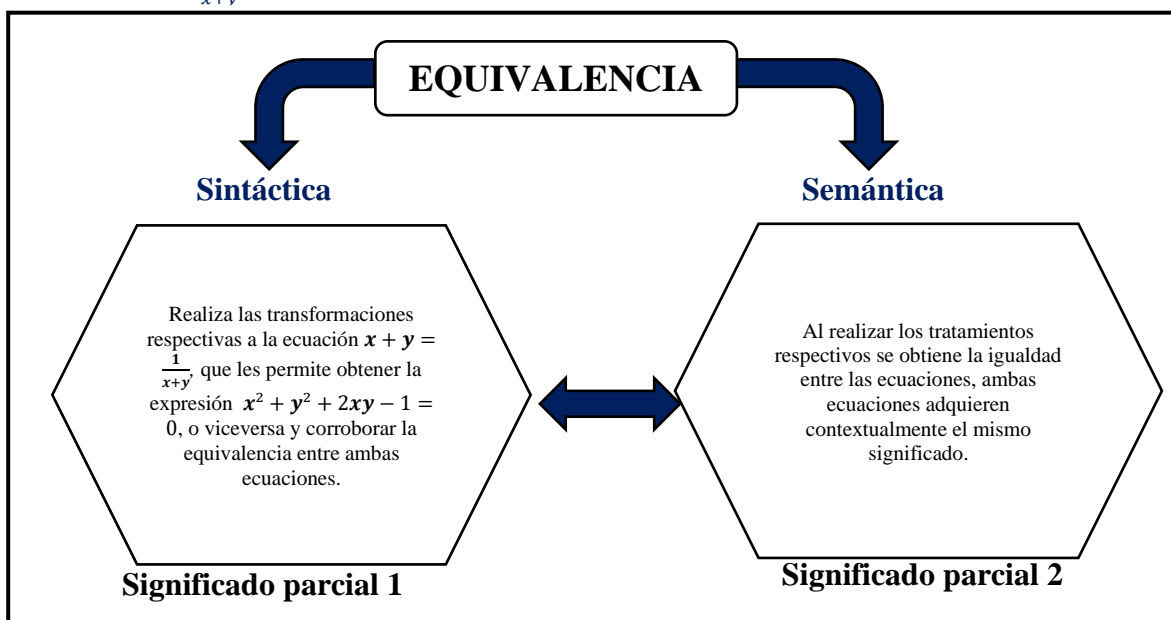 x+y
EQUIVALENCIA
Sintáctica
Semántica
Realiza las transformaciones
respectivas a la ecuación x + y =
1/(x+y), que les permite obtener la
expresión x² + y² + 2xy − 1 =
0, o viceversa y corroborar la
equivalencia entre ambas
ecuaciones.
Al realizar los tratamientos
respectivos se obtiene la igualdad
entre las ecuaciones, ambas
ecuaciones adquieren
contextualmente el mismo
significado.
Significado parcial 1
Significado parcial 2